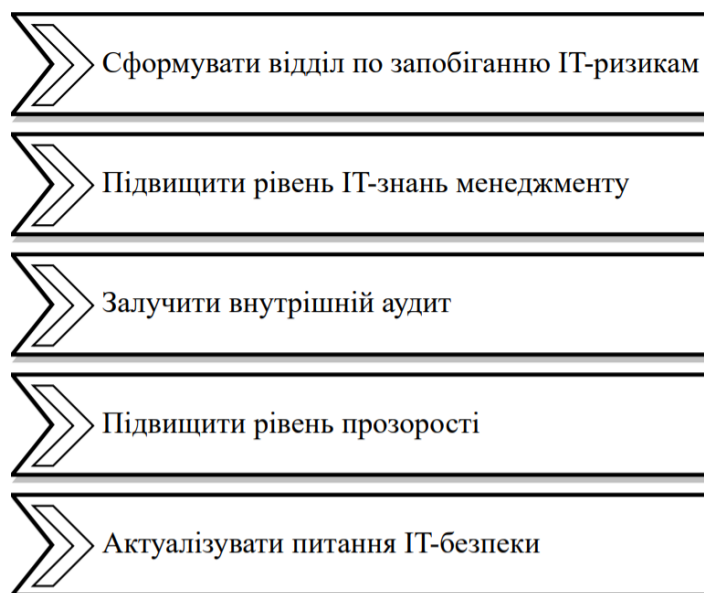 Сформувати відділ по запобіганню ІТ-ризикам
Підвищити рівень ІТ-знань менеджменту
Залучити внутрішній аудит
Підвищити рівень прозорості
Актуалізувати питання ІТ-безпеки